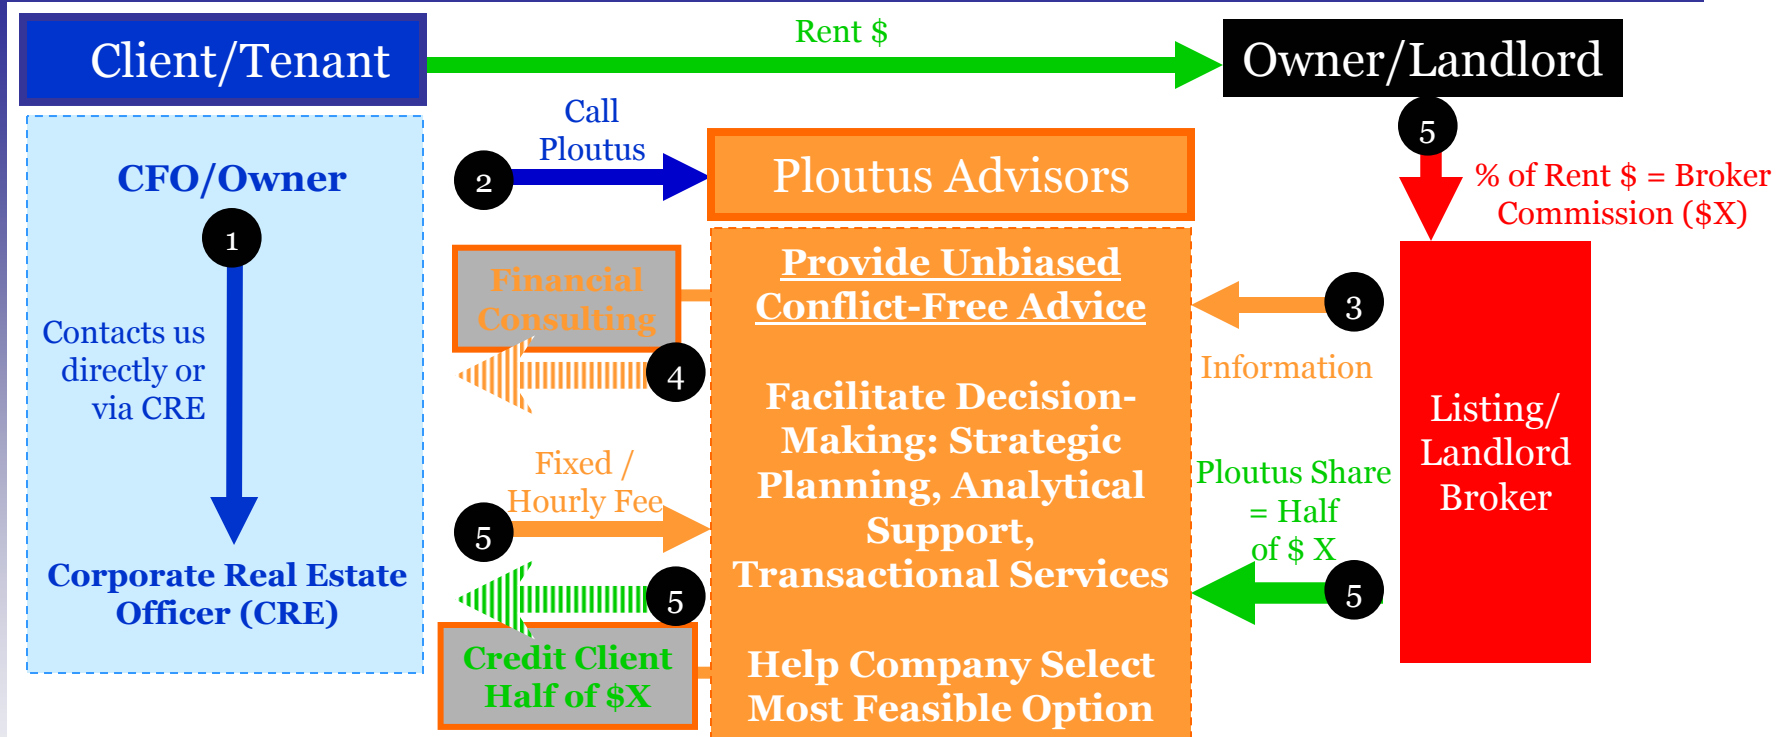 Rent $
Client/Tenant
Owner/Landlord
Call
Ploutus
5
CFO/Owner
2
Ploutus Advisors
% of Rent $ = Broker
Commission ($X)
1
Financial
Consulting
Provide Unbiased
Conflict-Free Advice
3
Contacts us
directly or
via CRE
4
Information
Facilitate Decision-
Making: Strategic
Planning, Analytical
Support,
Transactional Services
Listing/
Landlord
Broker
Fixed /
Hourly Fee
5
Ploutus Share
= Half
of $ X
5
5
Corporate Real Estate
Officer (CRE)
Credit Client
Half of $X
Help Company Select
Most Feasible Option